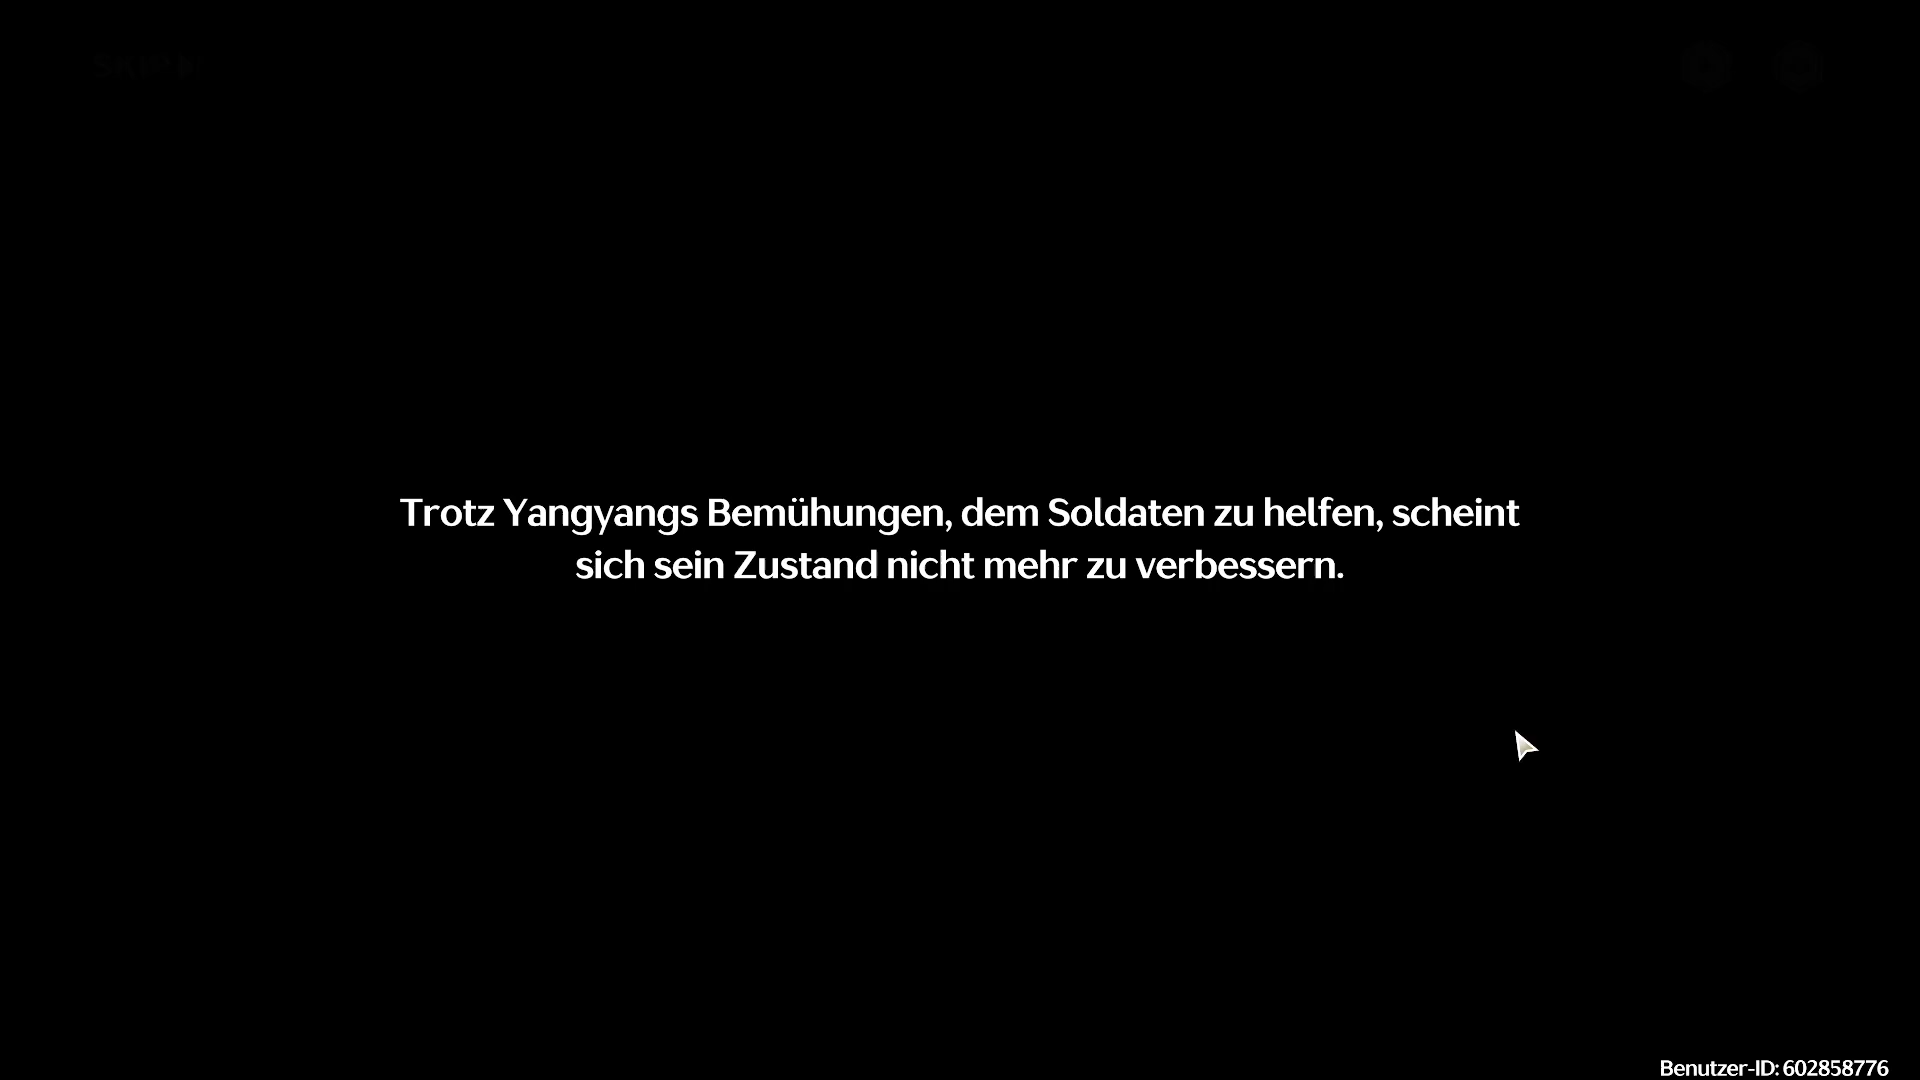 Trotz Yangyangs Bemühungen, dem Soldaten zu helfen, scheint
sich sein Zustand nicht mehr zu verbessern.
Benutzer-ID: 602858776